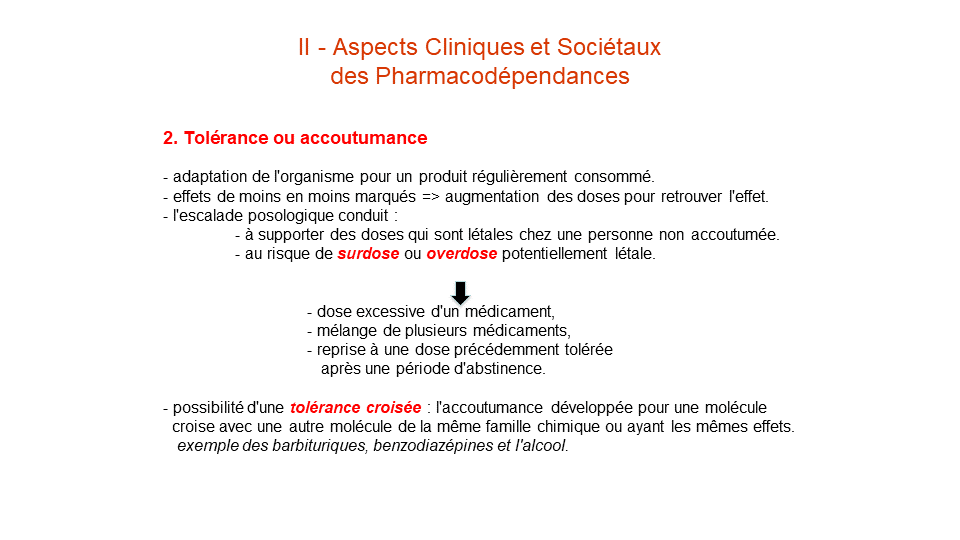 II - Aspects Cliniques et Sociétaux
des Pharmacodépendances
2. Tolérance ou accoutumance
- adaptation de l'organisme pour un produit régulièrement consommé.
- effets de moins en moins marqués => augmentation des doses pour retrouver l'effet.
- l'escalade posologique conduit :
- à supporter des doses qui sont létales chez une personne non accoutumée.
- au risque de surdose ou overdose potentiellement létale.
- dose excessive d'un médicament,
- mélange de plusieurs médicaments,
- reprise à une dose précédemment tolérée
après une période d'abstinence.
- possibilité d'une tolérance croisée : l'accoutumance développée pour une molécule
croise avec une autre molécule de la même famille chimique ou ayant les mêmes effets.
exemple des barbituriques, benzodiazépines et l'alcool.